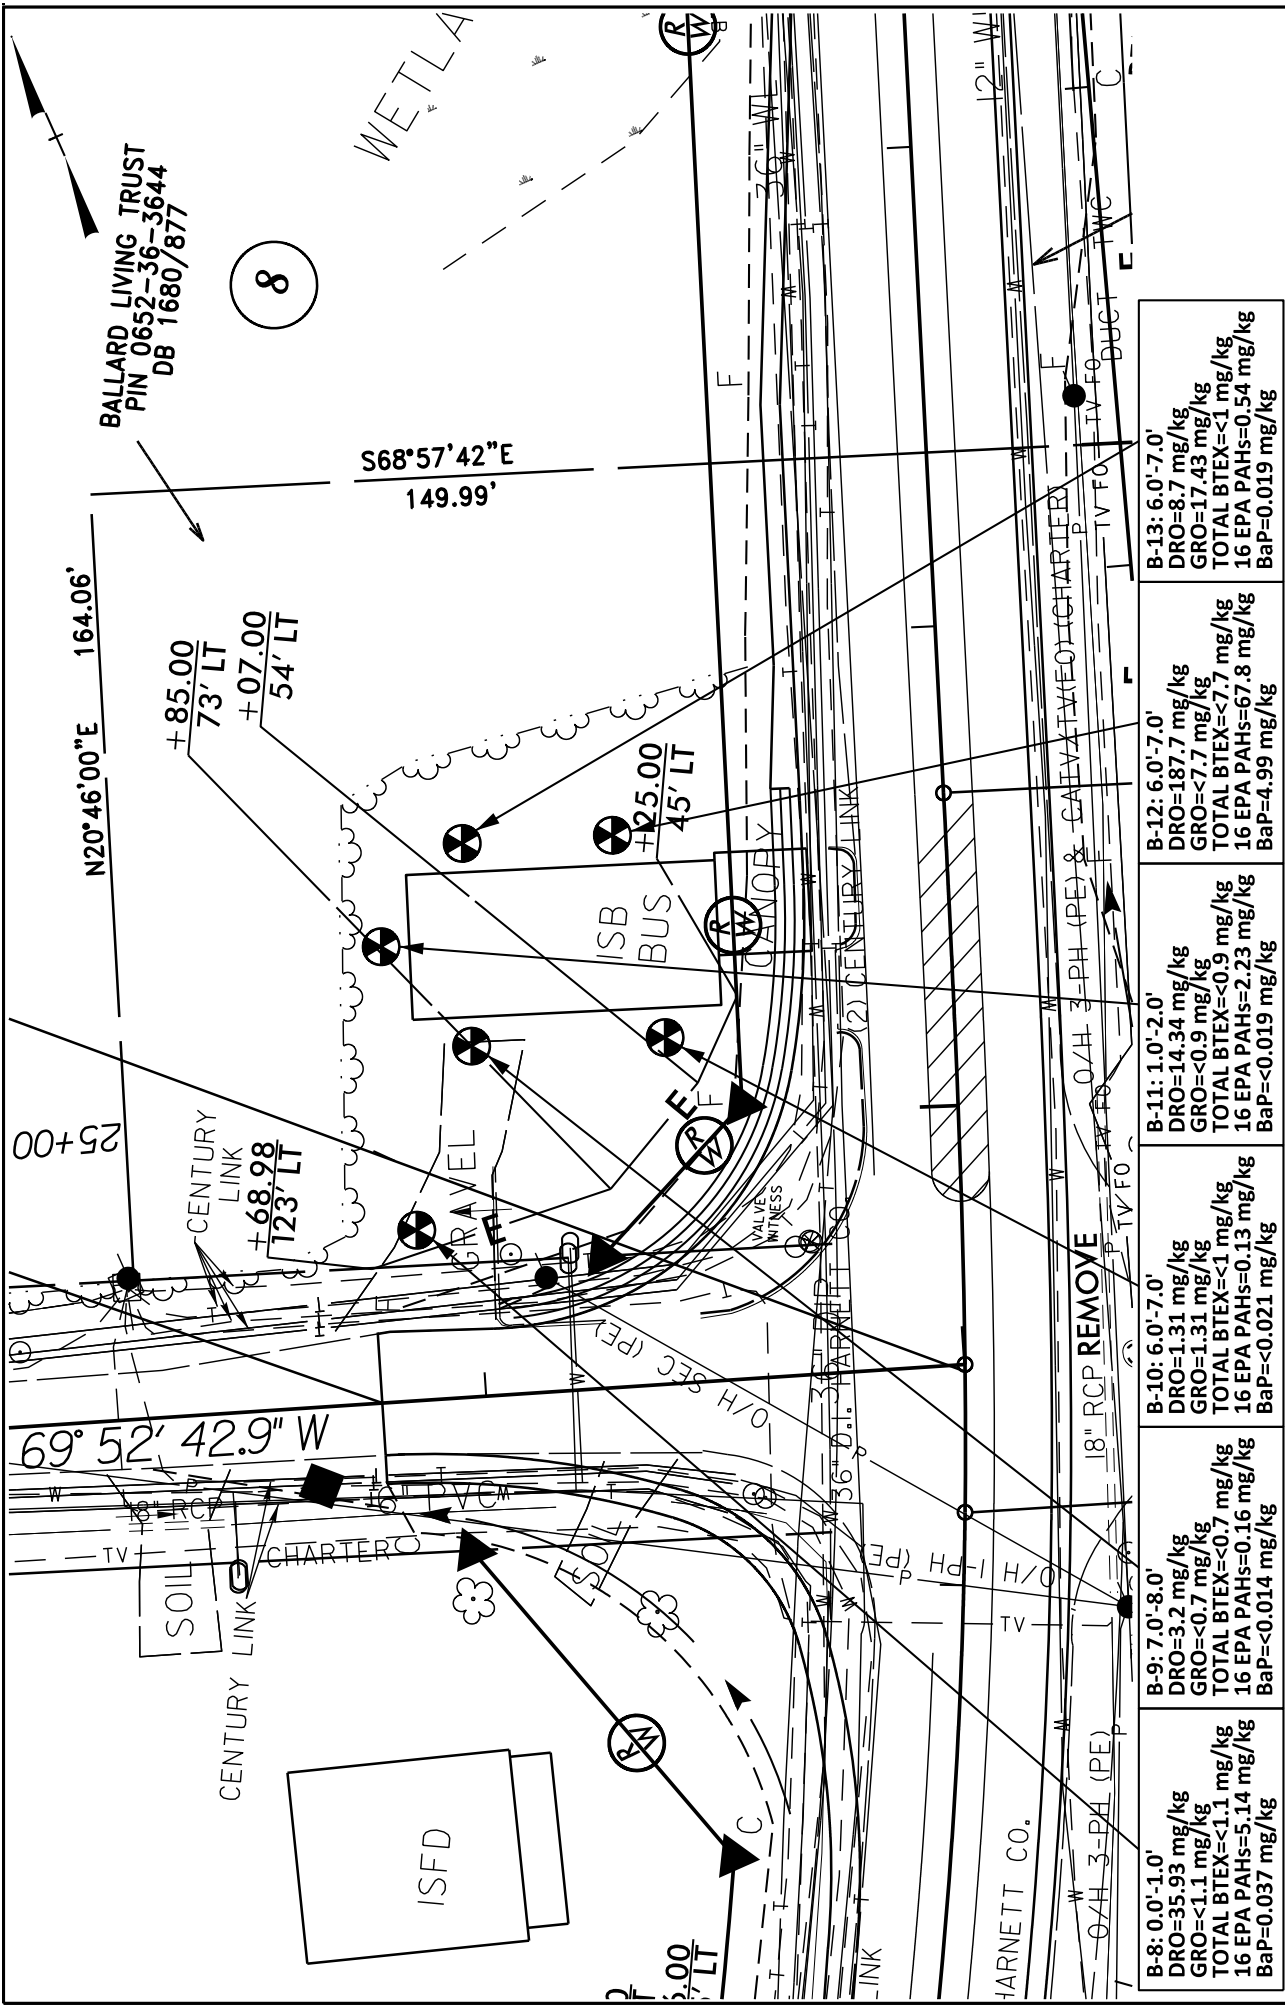 BALLARD LIVING TRUST
PIN 0652-36-3644
DB 1680/877
8
WETLA
S68°57'42"E
149.99'
N20°46'00"E 164.06'
+85.00
73' LT
+07.00
54' LT
+25.00
45' LT
+68.98
123' LT
25+00
CENTURY
LINK
ISB
BUS
CANOPY
GRAVEL
36" WL
12" W
F
F
F
E
E
C
R
W
R
W
R
W
R
W
VALVE
WITNESS
(2) CENTURY LINK
O/H 3-PH (PE) & CATV/TV(FO) (CHARTER)
DUCT
TWC
TV FO
TV FO
TV FO
TV FO
18" RCP REMOVE
O/H SEC (PE)
36" D.I. HARNETT CO.
O/H 1-PH (PE)
69° 52' 42.9" W
18" RCP
6" PVC
TV
TV
CHARTER
SOIL
SOIL
CENTURY LINK
ISFD
C
C
HARNETT CO.
O/H 3-PH (PE)
INK
5.00
' LT
B-8: 0.0'-1.0'
DRO=35.93 mg/kg
GRO=<1.1 mg/kg
TOTAL BTEX=<1.1 mg/kg
16 EPA PAHs=5.14 mg/kg
BaP=0.037 mg/kg
B-9: 7.0'-8.0'
DRO=3.2 mg/kg
GRO=<0.7 mg/kg
TOTAL BTEX=<0.7 mg/kg
16 EPA PAHs=0.16 mg/kg
BaP=<0.014 mg/kg
B-10: 6.0'-7.0'
DRO=1.31 mg/kg
GRO=1.31 mg/kg
TOTAL BTEX=<1 mg/kg
16 EPA PAHs=0.13 mg/kg
BaP=<0.021 mg/kg
B-11: 1.0'-2.0'
DRO=14.34 mg/kg
GRO=<0.9 mg/kg
TOTAL BTEX=<0.9 mg/kg
16 EPA PAHs=2.23 mg/kg
BaP=<0.019 mg/kg
B-12: 6.0'-7.0'
DRO=187.7 mg/kg
GRO=<7.7 mg/kg
TOTAL BTEX=<7.7 mg/kg
16 EPA PAHs=67.8 mg/kg
BaP=4.99 mg/kg
B-13: 6.0'-7.0'
DRO=8.7 mg/kg
GRO=17.43 mg/kg
TOTAL BTEX=<1 mg/kg
16 EPA PAHs=0.54 mg/kg
BaP=0.019 mg/kg